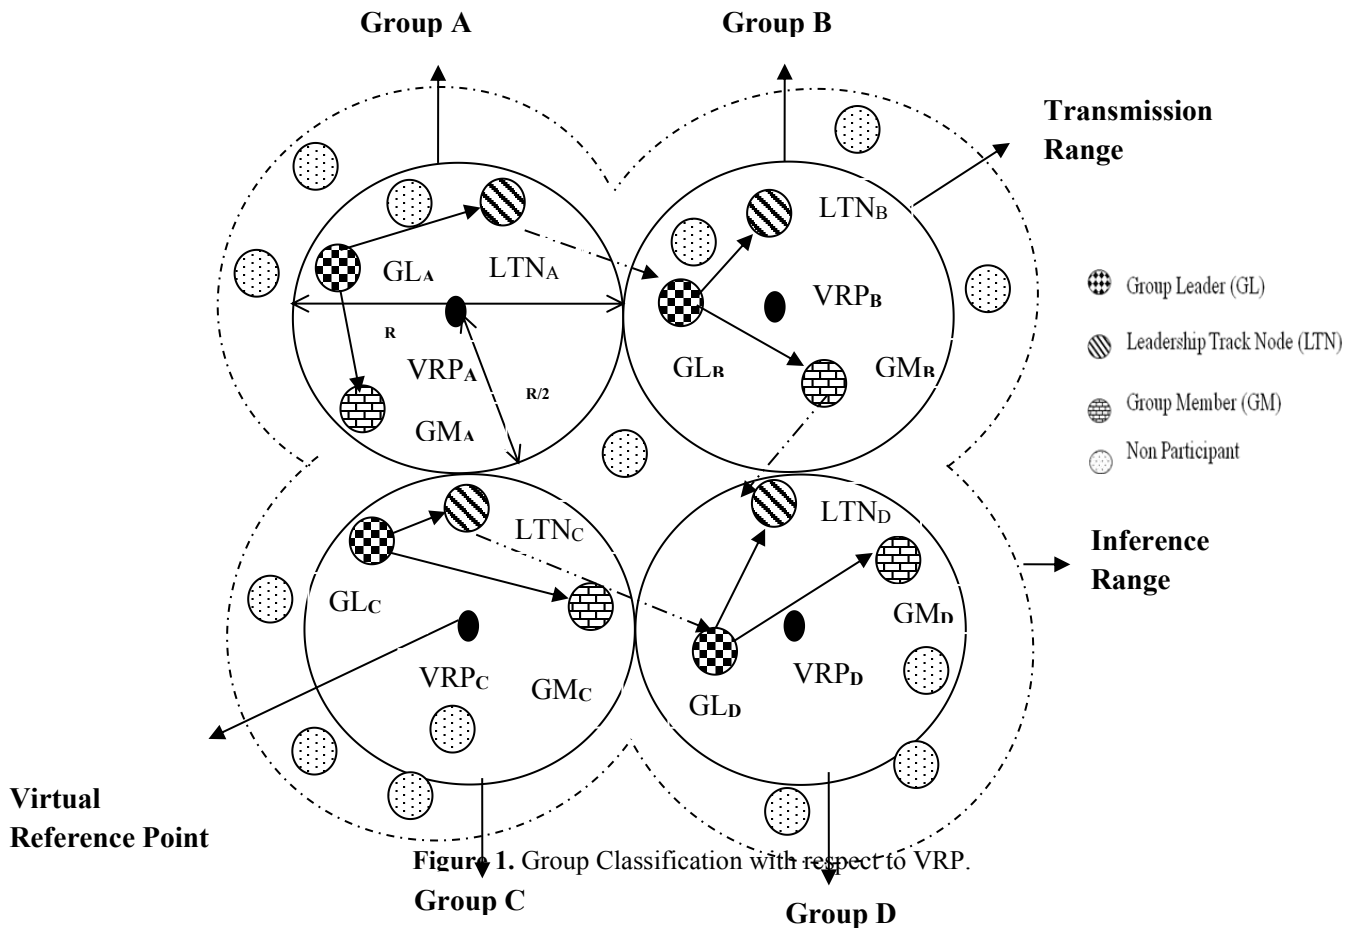 Group A
Group B
Transmission
Range
LTNB
GLA
LTNA
VRPB
R
VRPA
R/2
GLB
GMB
GMA
Group Leader (GL)
Leadership Track Node (LTN)
Group Member (GM)
Non Participant
LTNC
LTND
Inference
Range
GLC
GMD
VRPC
GMC
VRPD
GLD
Virtual
Reference Point
Figure 1. Group Classification with respect to VRP.
Group C
Group D